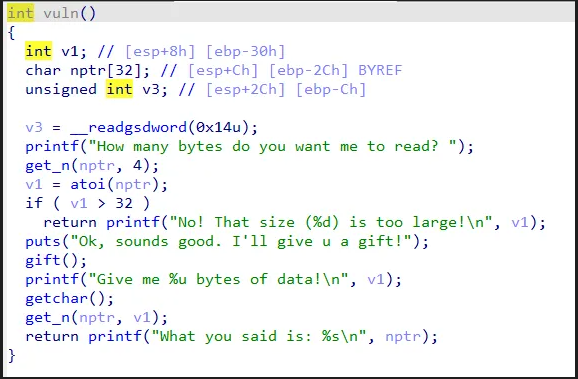 int vuln()
{
int v1; // [esp+8h] [ebp-30h]
char nptr[32]; // [esp+Ch] [ebp-2Ch] BYREF
unsigned int v3; // [esp+2Ch] [ebp-Ch]
v3 = __readgsdword(0x14u);
printf("How many bytes do you want me to read? ");
get_n(nptr, 4);
v1 = atoi(nptr);
if ( v1 > 32 )
return printf("No! That size (%d) is too large!\n", v1);
puts("Ok, sounds good. I'll give u a gift!");
gift();
printf("Give me %u bytes of data!\n", v1);
getchar();
get_n(nptr, v1);
return printf("What you said is: %s\n", nptr);
}